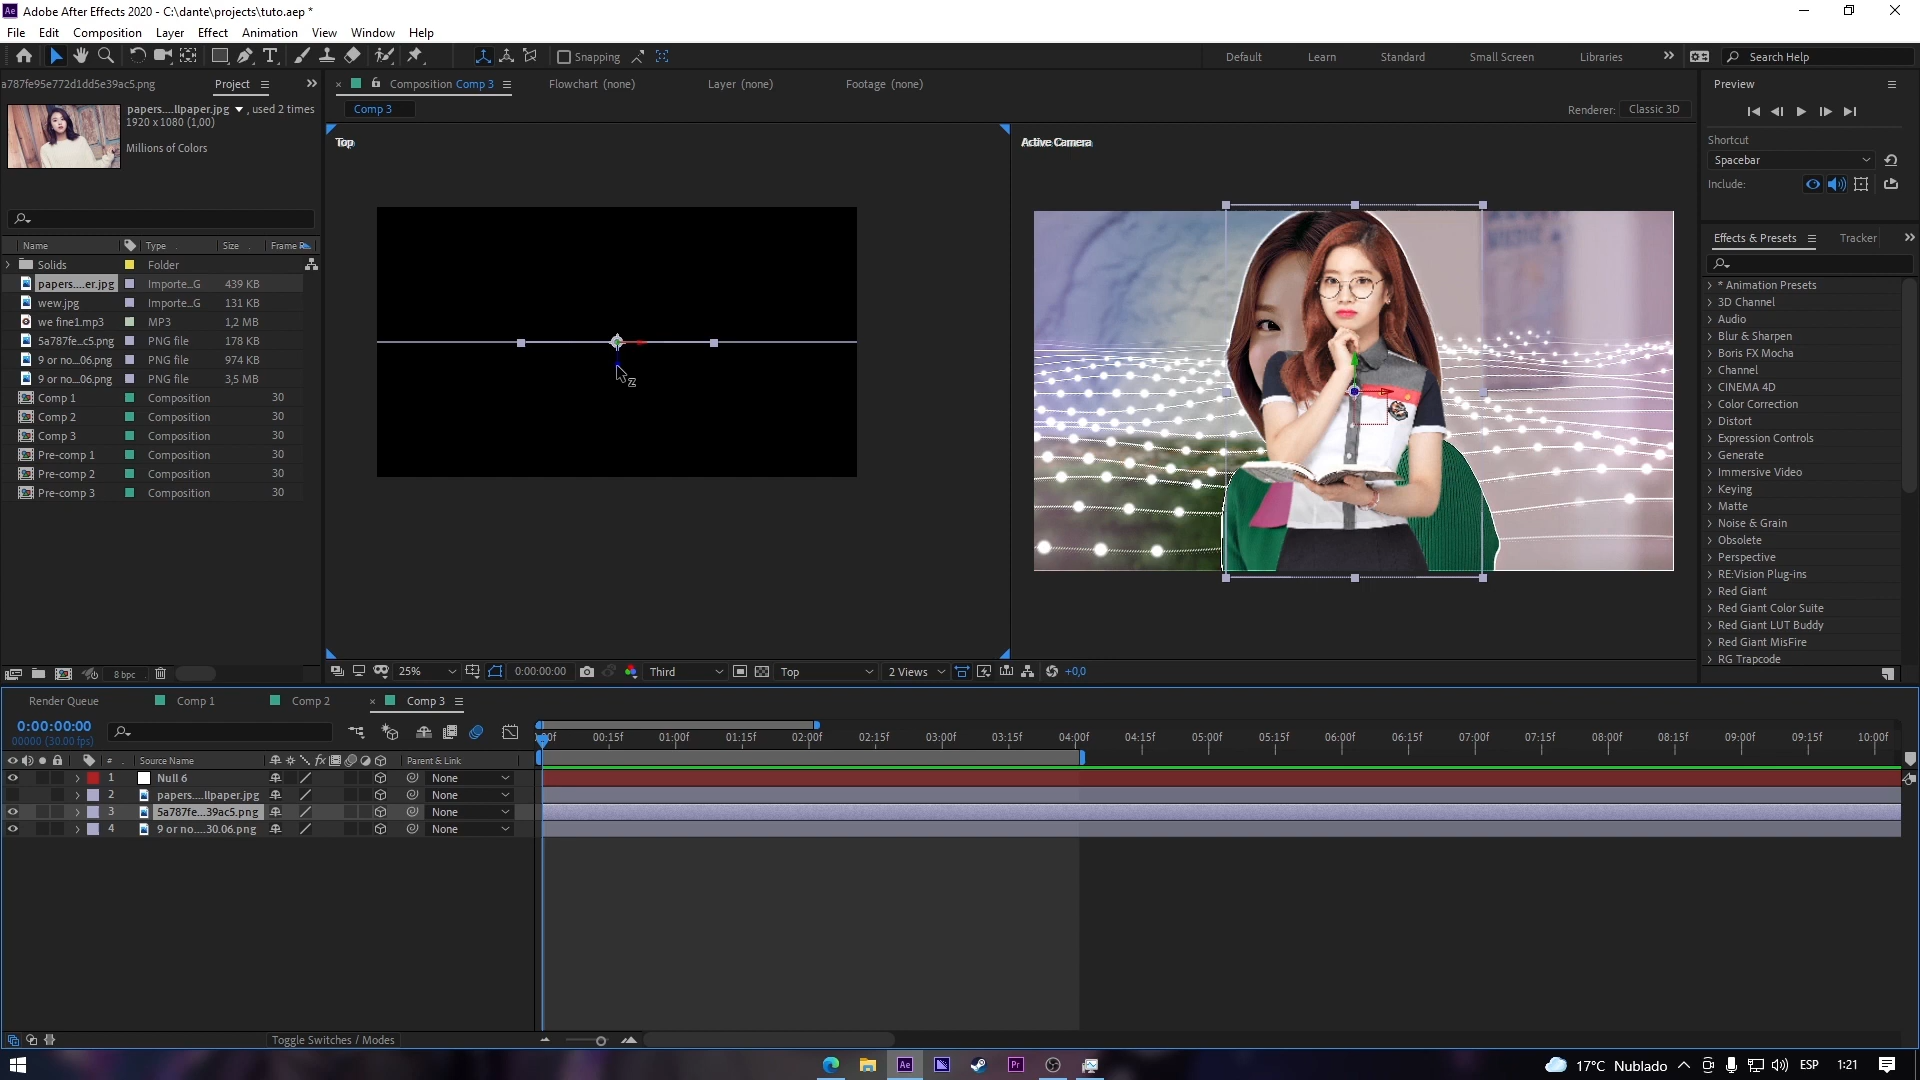 Ae Adobe After Effects 2020 - C:\dante\projects\tuto.aep *
File Edit Composition Layer Effect Animation View Window Help
Snapping
Default Learn Standard Small Screen Libraries Search Help
a787fe95e772d1dd5e39ac5.png Project
papers....llpaper.jpg , used 2 times
1920 x 1080 (1,00)
Millions of Colors
Name Type Size Frame R
Solids Folder
papers....er.jpg Importe...G 439 KB
wew.jpg Importe...G 131 KB
we fine1.mp3 MP3 1,2 MB
5a787fe...c5.png PNG file 178 KB
9 or no...06.png PNG file 974 KB
9 or no...06.png PNG file 3,5 MB
Comp 1 Composition 30
Comp 2 Composition 30
Comp 3 Composition 30
Pre-comp 1 Composition 30
Pre-comp 2 Composition 30
Pre-comp 3 Composition 30
8 bpc
Composition Comp 3 Flowchart (none) Layer (none) Footage (none)
Comp 3 Renderer: Classic 3D
Top Active Camera
Z
25% 0:00:00:00 Third Top 2 Views +0,0
Preview
Shortcut
Spacebar
Include:
Effects & Presets Tracker
* Animation Presets
3D Channel
Audio
Blur & Sharpen
Boris FX Mocha
Channel
CINEMA 4D
Color Correction
Distort
Expression Controls
Generate
Immersive Video
Keying
Matte
Noise & Grain
Obsolete
Perspective
RE:Vision Plug-ins
Red Giant
Red Giant Color Suite
Red Giant LUT Buddy
Red Giant MisFire
RG Trapcode
Render Queue Comp 1 Comp 2 Comp 3
0:00:00:00
00000 (30.00 fps)
00f 00:15f 01:00f 01:15f 02:00f 02:15f 03:00f 03:15f 04:00f 04:15f 05:00f 05:15f 06:00f 06:15f 07:00f 07:15f 08:00f 08:15f 09:00f 09:15f 10:00f
# Source Name fx Parent & Link
1 Null 6 None
2 papers....llpaper.jpg None
3 5a787fe...39ac5.png None
4 9 or no....30.06.png None
Toggle Switches / Modes
Ae Pr 17°C Nublado ESP 1:21